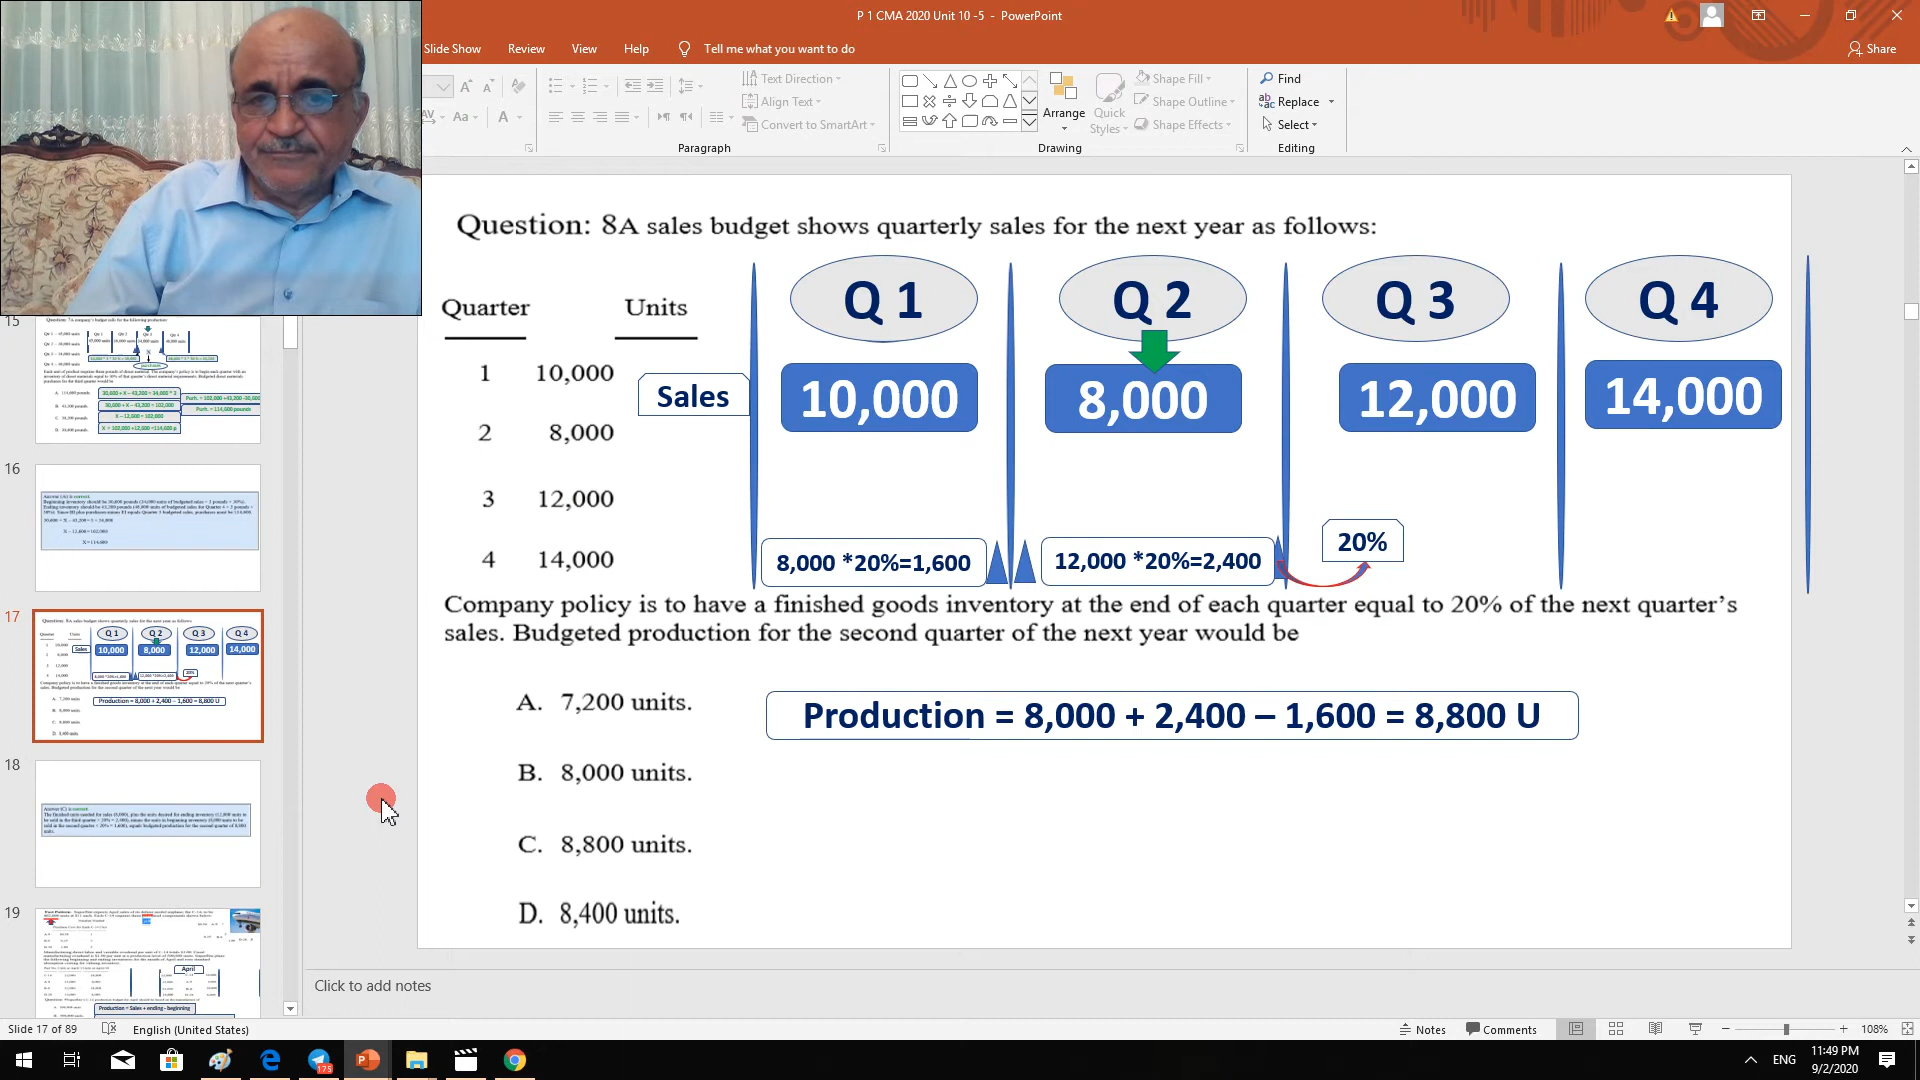 P 1 CMA 2020 Unit 10 -5 - PowerPoint
Slide Show Review View Help Tell me what you want to do
Share
Text Direction
Align Text
Convert to SmartArt
Paragraph
Arrange
Quick Styles
Shape Fill
Shape Outline
Shape Effects
Drawing
Find
Replace
Select
Editing
Question: 8A sales budget shows quarterly sales for the next year as follows:
Quarter Units
1 10,000
2 8,000
3 12,000
4 14,000
Q 1 Q 2 Q 3 Q 4
Sales 10,000 8,000 12,000 14,000
8,000 *20%=1,600 12,000 *20%=2,400 20%
Company policy is to have a finished goods inventory at the end of each quarter equal to 20% of the next quarter's
sales. Budgeted production for the second quarter of the next year would be
A. 7,200 units.
Production = 8,000 + 2,400 – 1,600 = 8,800 U
B. 8,000 units.
C. 8,800 units.
D. 8,400 units.
15
16
17
18
19
Click to add notes
Slide 17 of 89 English (United States)
Notes Comments 108%
175
ENG 11:49 PM
9/2/2020